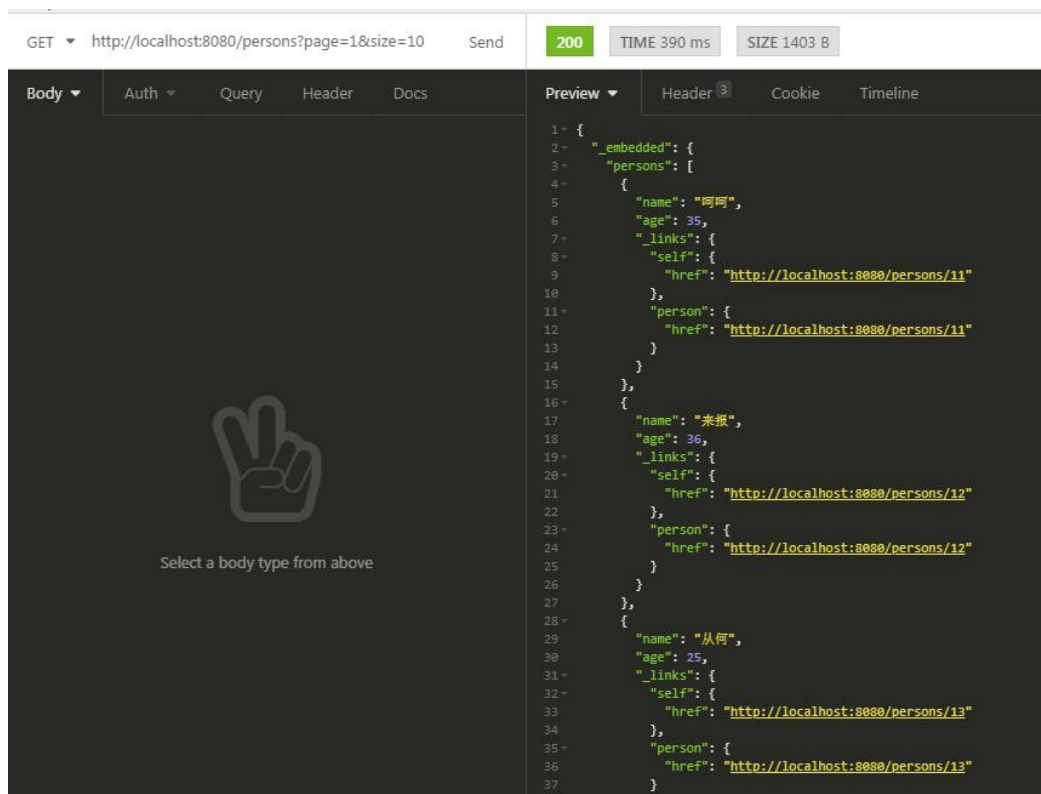 GET http://localhost:8080/persons?page=1&size=10 Send 200 TIME 390 ms SIZE 1403 B
Body Auth Query Header Docs
Select a body type from above
Preview Header 3 Cookie Timeline
1 {
2 "_embedded": {
3 "persons": [
4 {
5 "name": "呵呵",
6 "age": 35,
7 "_links": {
8 "self": {
9 "href": "http://localhost:8080/persons/11"
10 },
11 "person": {
12 "href": "http://localhost:8080/persons/11"
13 }
14 }
15 },
16 {
17 "name": "来报",
18 "age": 36,
19 "_links": {
20 "self": {
21 "href": "http://localhost:8080/persons/12"
22 },
23 "person": {
24 "href": "http://localhost:8080/persons/12"
25 }
26 }
27 },
28 {
29 "name": "从何",
30 "age": 25,
31 "_links": {
32 "self": {
33 "href": "http://localhost:8080/persons/13"
34 },
35 "person": {
36 "href": "http://localhost:8080/persons/13"
37 }